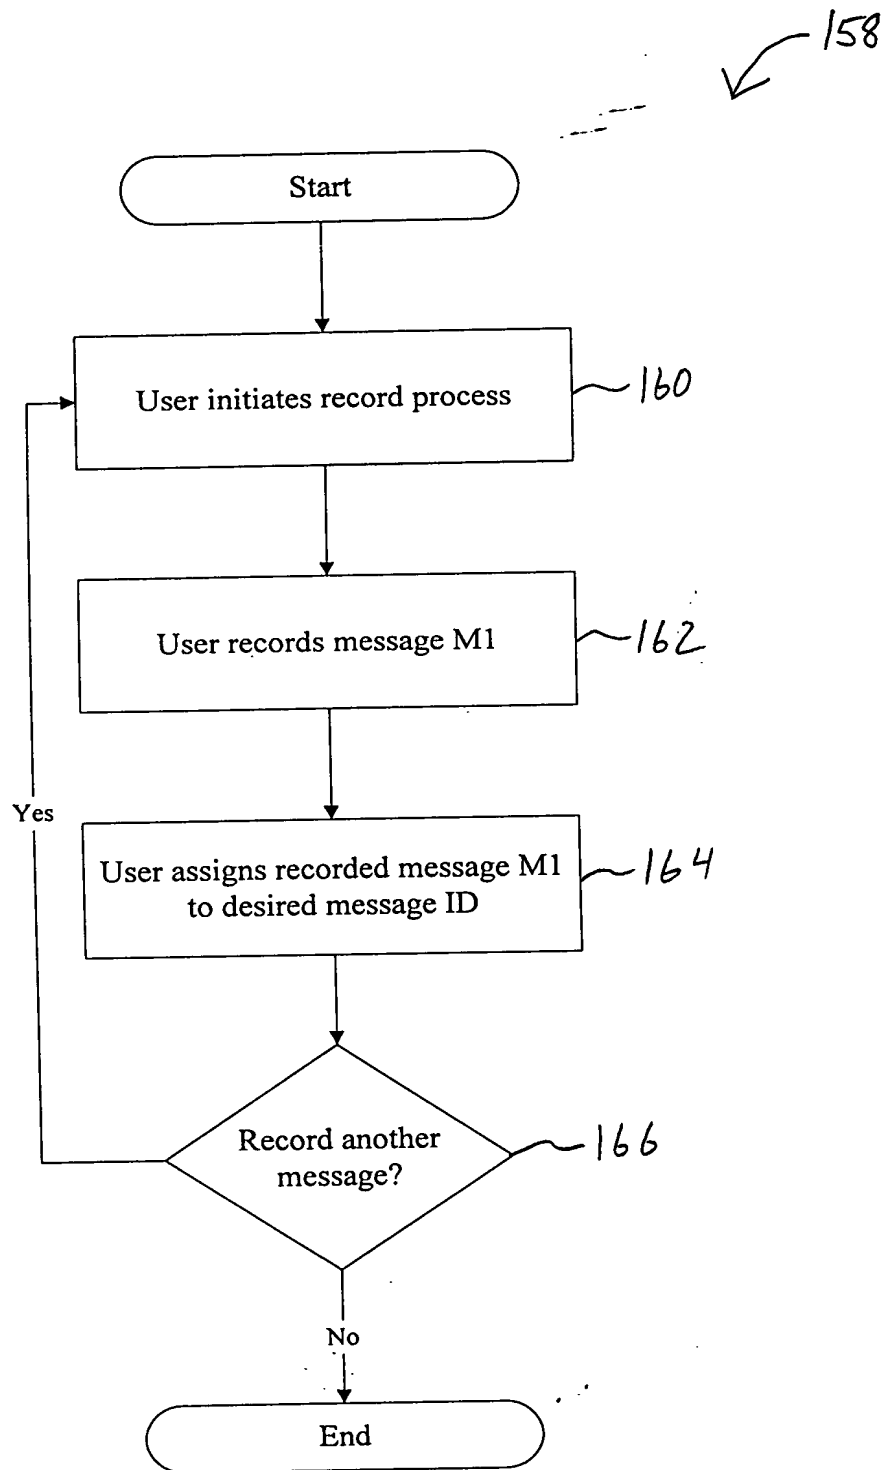 158
Start
User initiates record process
160
User records message M1
162
Yes
User assigns recorded message M1
to desired message ID
164
Record another
message?
166
No
End